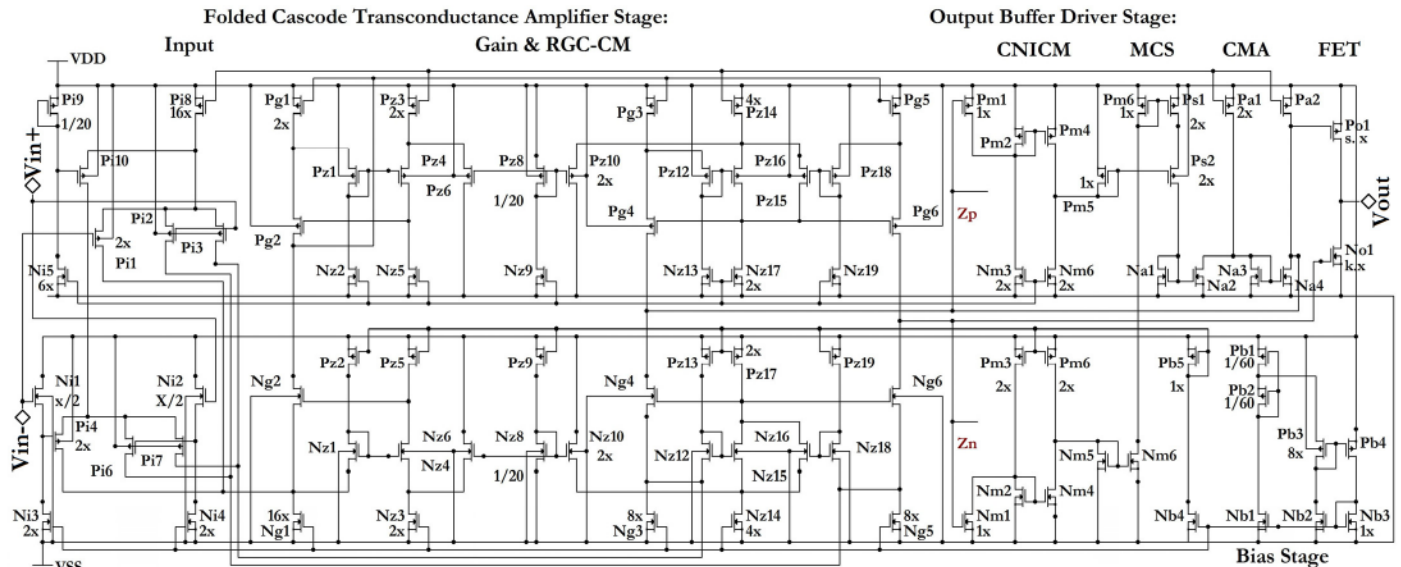 Folded Cascode Transconductance Amplifier Stage: Output Buffer Driver Stage:
Input Gain & RGC-CM CNICM MCS CMA FET
VDD
Pi9 Pi8 Pg1 Pz3 Pg3 4x Pg5 Pm1 Pm6 Ps1 Pa1 Pa2
1/20 16x 2x 2x Pz14 1x 1x 2x 2x Po1
s. x
Vin+
Pm2 Pm4
Pi10 Pz1 Pz4 Pz8 Pz10 Pz12 Pz16 Pz18 Ps2
Pz6 1/20 2x Pz15 1x 2x
Pi2 Pg2 Pg4 Pg6 Zp Pm5
2x Pi3
Pi1
Vout
Ni5 Nz2 Nz5 Nz9 Nz13 Nz17 Nz19 Nm3 Nm6 Na1 Na3 No1
6x 2x 2x 2x Na2 Na4 k.x
Pz2 Pz5 Pz9 Pz13 2x Pz19 Pm3 Pm6 Pb5 Pb1
Pz17 2x 2x 1x 1/60
Ni1 Ni2 Ng2 Ng4 Ng6 Pb2
x/2 X/2 1/60
Vin-
Pi4 Nz6 Nz8 Nz10 Nz16 Nz18 Zn Pb3 Pb4
2x Nz1 Nz4 2x Nz12 Nm5 Nm6 8x
Pi6 Pi7 1/20 Nz15
Nm2 Nm4
Ni3 Ni4 16x Nz3 8x Nz14 8x Nm1 Nb4 Nb1 Nb2 Nb3
2x 2x Ng1 2x Ng3 4x Ng5 1x 1x
VSS Bias Stage